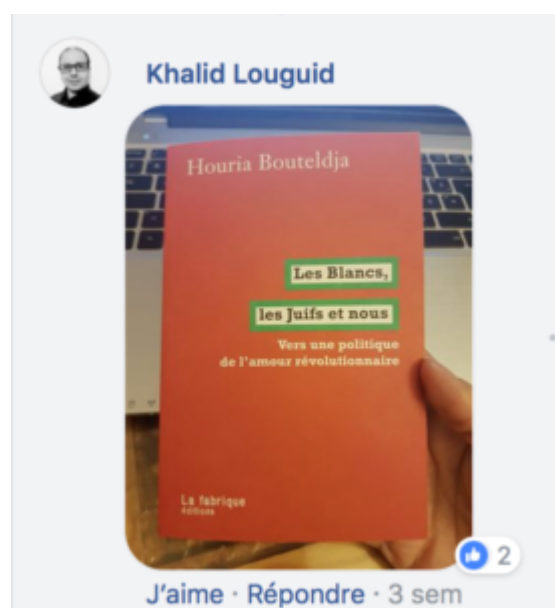 Khalid Louguid
Houria Bouteldja
Les Blancs,
les Juifs et nous
Vers une politique
de l'amour révolutionnaire
La fabrique
éditions
2
J'aime · Répondre · 3 sem